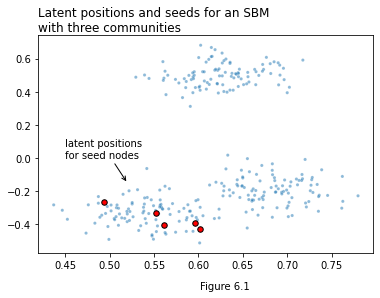 Latent positions and seeds for an SBM
with three communities
0.6
0.4
0.2
0.0
−0.2
−0.4
latent positions
for seed nodes
0.45 0.50 0.55 0.60 0.65 0.70 0.75
Figure 6.1